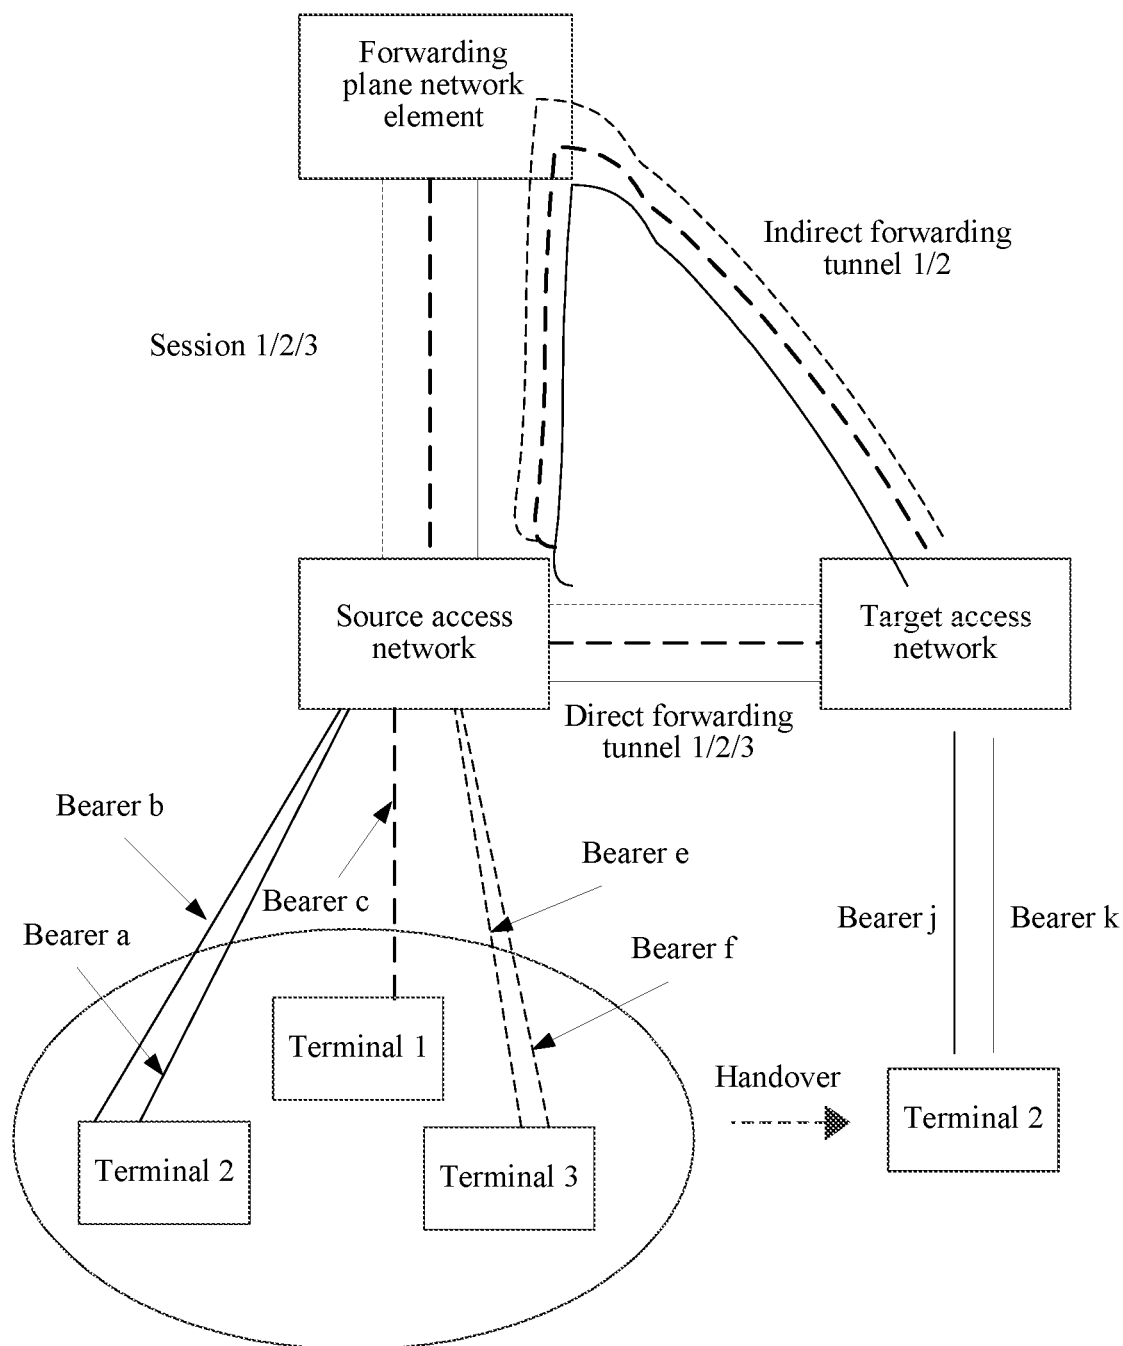 Forwarding
plane network
element
Indirect forwarding
tunnel 1/2
Session 1/2/3
Source access
network
Target access
network
Direct forwarding
tunnel 1/2/3
Bearer b
Bearer e
Bearer c
Bearer a
Bearer f
Bearer j
Bearer k
Terminal 1
Handover
Terminal 2
Terminal 3
Terminal 2